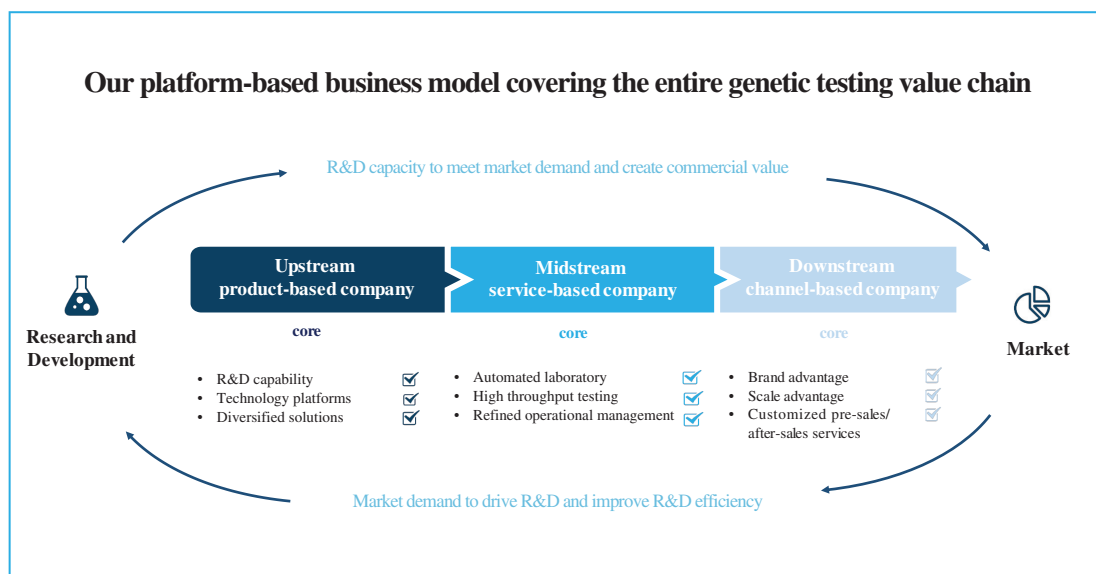 Our platform-based business model covering the entire genetic testing value chain
R&D capacity to meet market demand and create commercial value
Upstream
product-based company
Midstream
service-based company
Downstream
channel-based company
Research and
Development
core
core
core
Market
• R&D capability
• Technology platforms
• Diversified solutions
• Automated laboratory
• High throughput testing
• Refined operational management
• Brand advantage
• Scale advantage
• Customized pre-sales/
after-sales services
Market demand to drive R&D and improve R&D efficiency